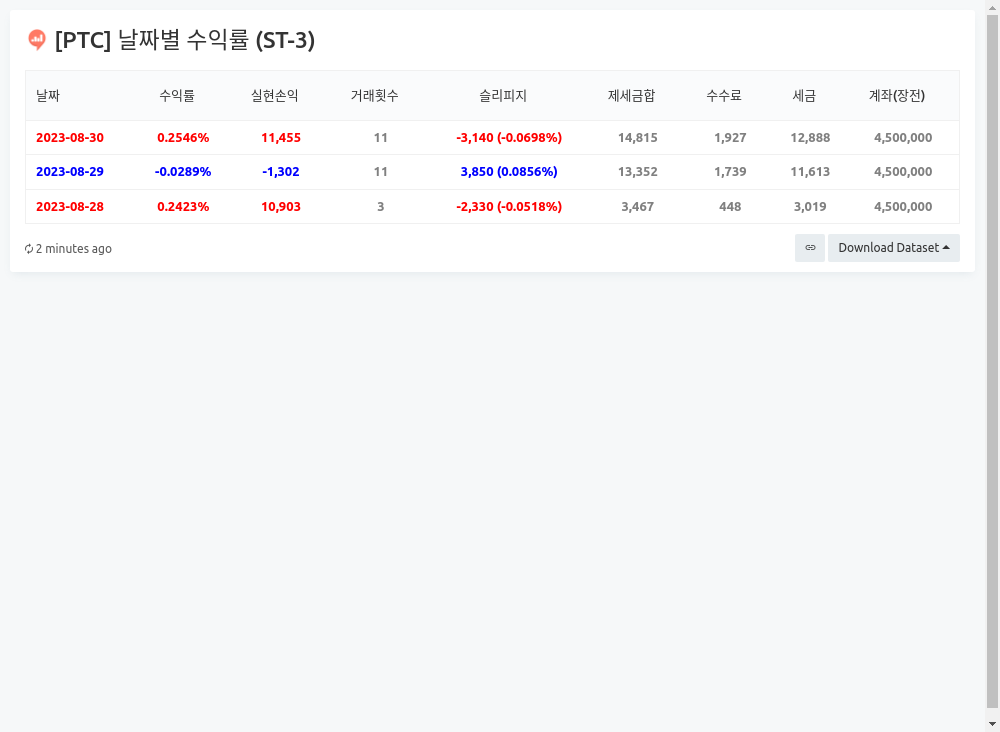 [PTC] 날짜별 수익률 (ST-3)
날짜 수익률 실현손익 거래횟수 슬리피지 제세금합 수수료 세금 계좌(장전)
2023-08-30 0.2546% 11,455 11 -3,140 (-0.0698%) 14,815 1,927 12,888 4,500,000
2023-08-29 -0.0289% -1,302 11 3,850 (0.0856%) 13,352 1,739 11,613 4,500,000
2023-08-28 0.2423% 10,903 3 -2,330 (-0.0518%) 3,467 448 3,019 4,500,000
2 minutes ago Download Dataset